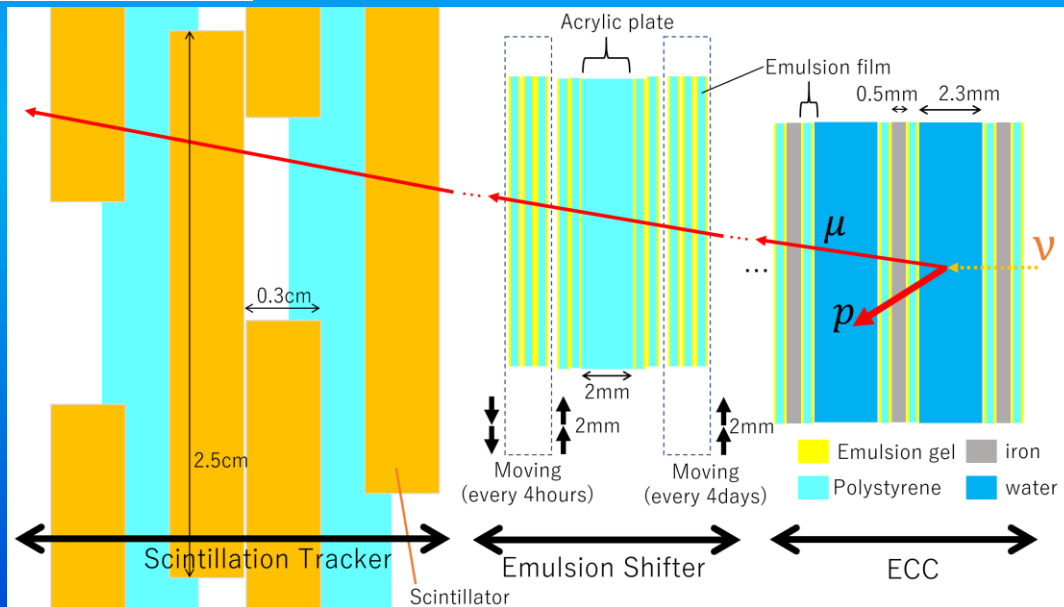 Acrylic plate
Emulsion film
0.5mm
2.3mm
μ
ν
...
p
0.3cm
2mm
2mm
2mm
2.5cm
Moving
(every 4hours)
Moving
(every 4days)
Emulsion gel
iron
Polystyrene
water
Scintillation Tracker
Emulsion Shifter
ECC
Scintillator